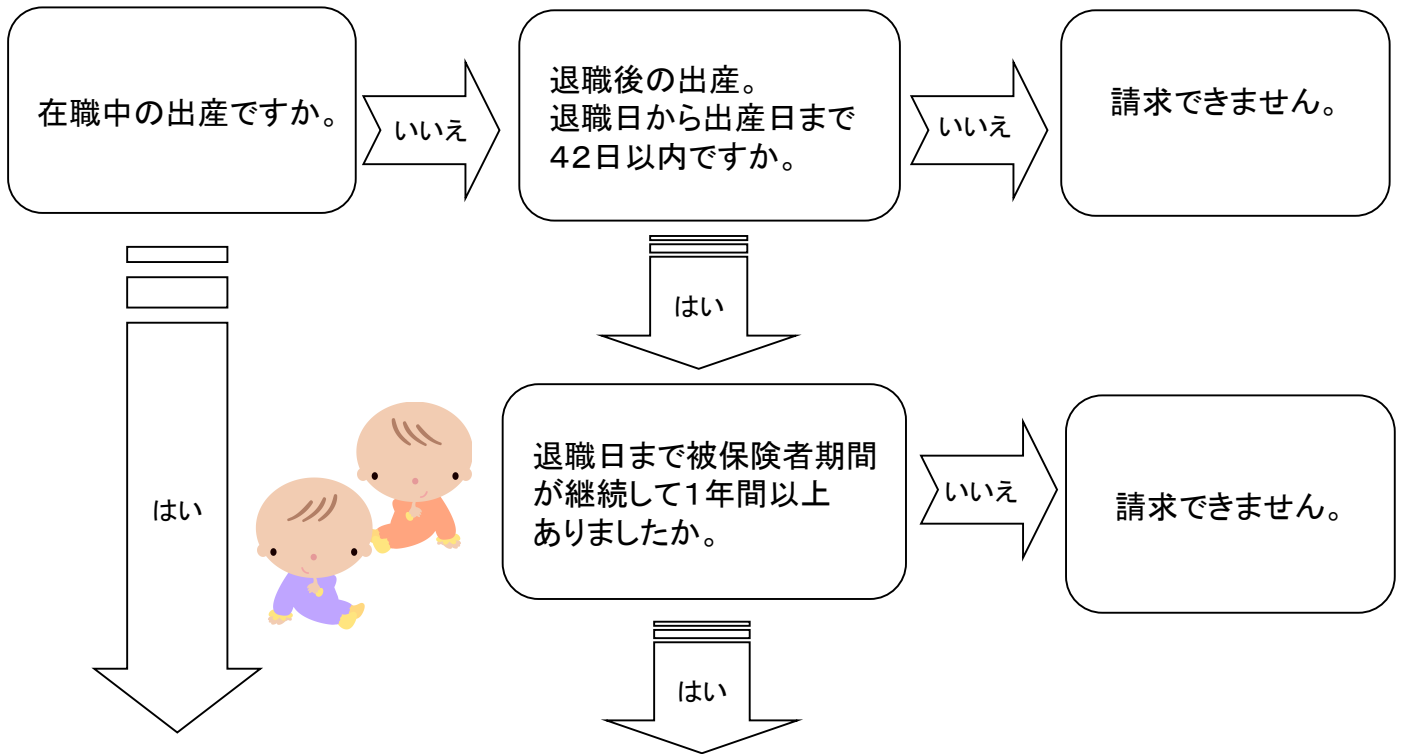 在職中の出産ですか。
いいえ
退職後の出産。
退職日から出産日まで
４２日以内ですか。
いいえ
請求できません。
はい
はい
退職日まで被保険者期間
が継続して１年間以上
ありましたか。
いいえ
請求できません。
はい